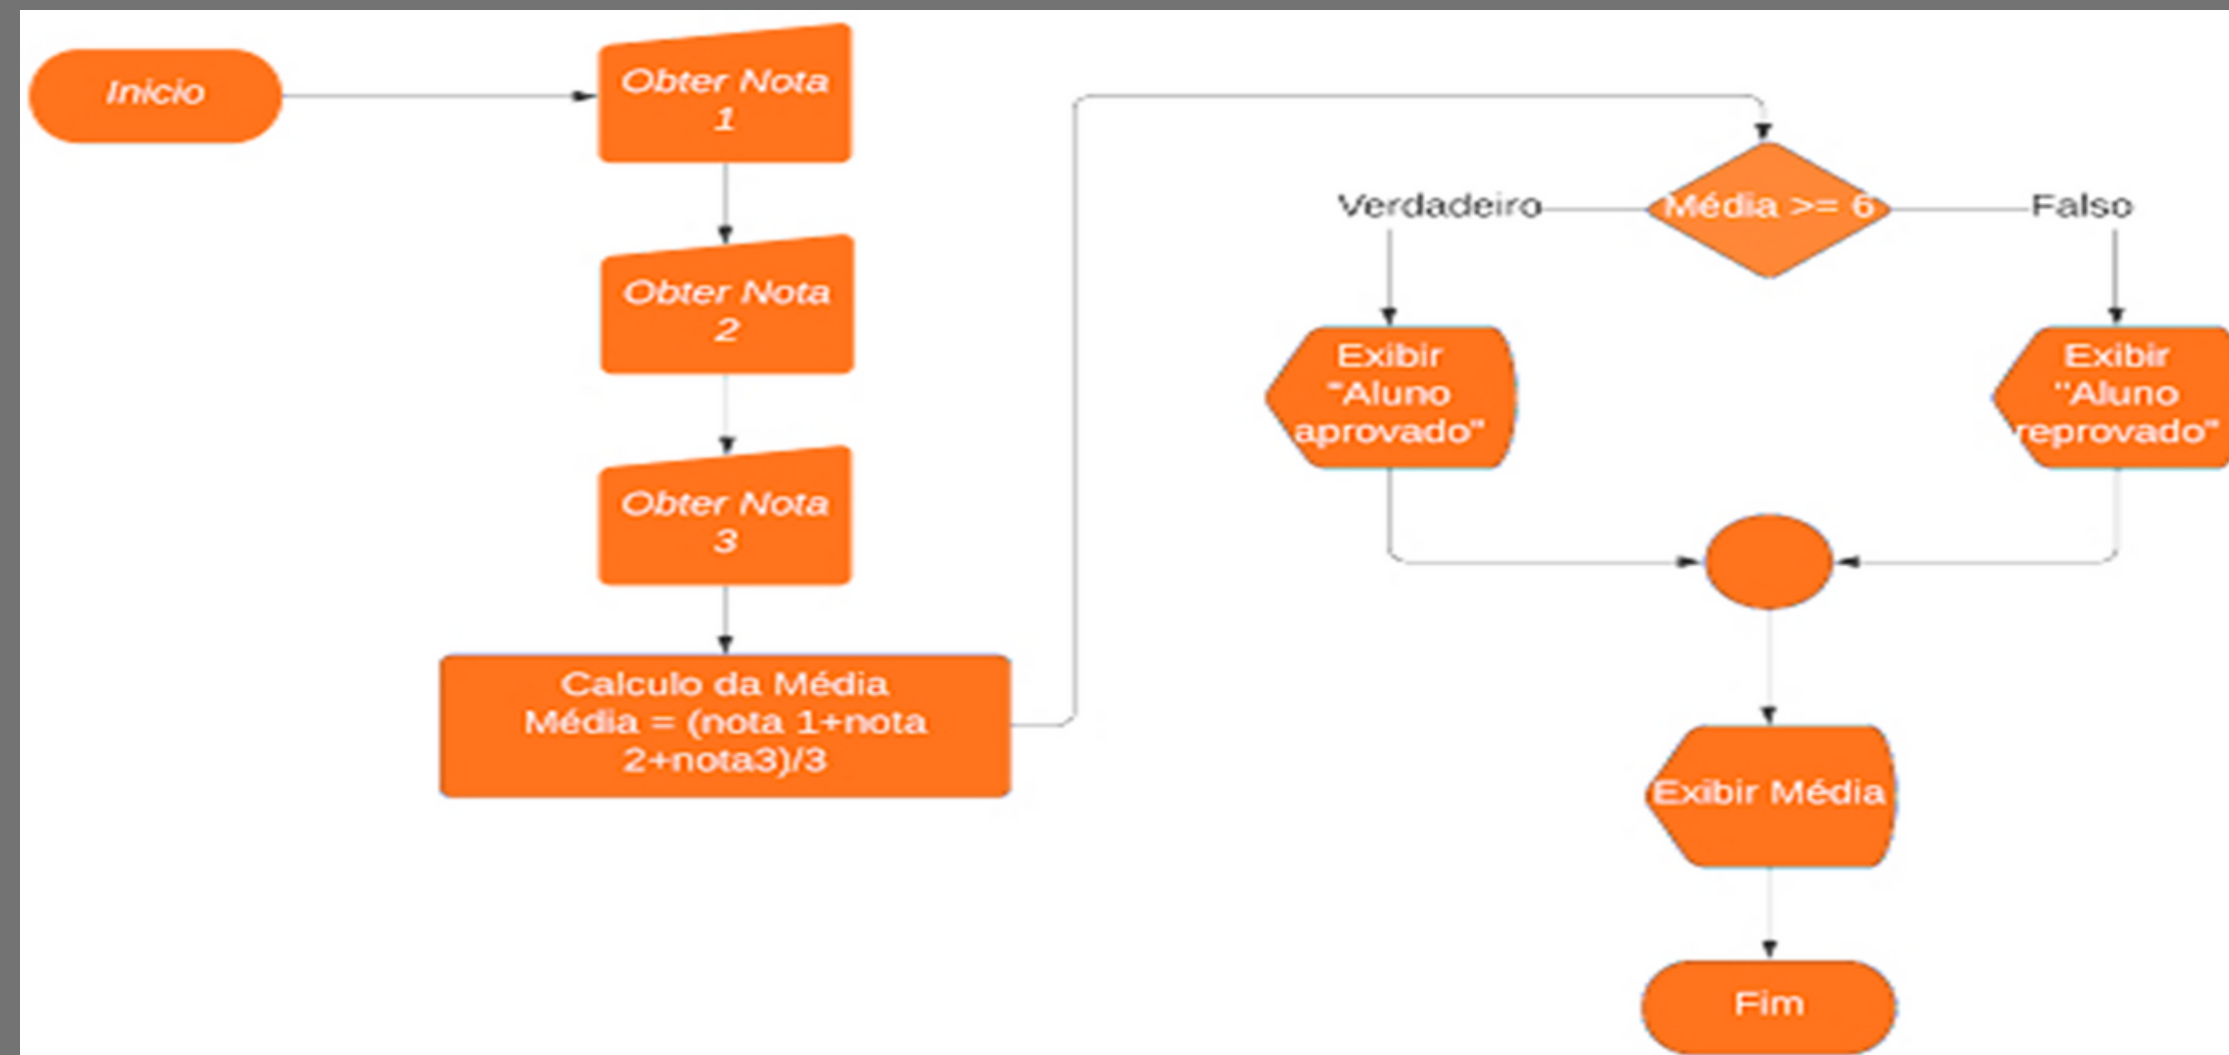 Inicio
Obter Nota
1
Obter Nota
2
Obter Nota
3
Calculo da Média
Média = (nota 1+nota
2+nota3)/3
Média >= 6
Verdadeiro
Falso
Exibir
"Aluno
aprovado"
Exibir
"Aluno
reprovado"
Exibir Média
Fim